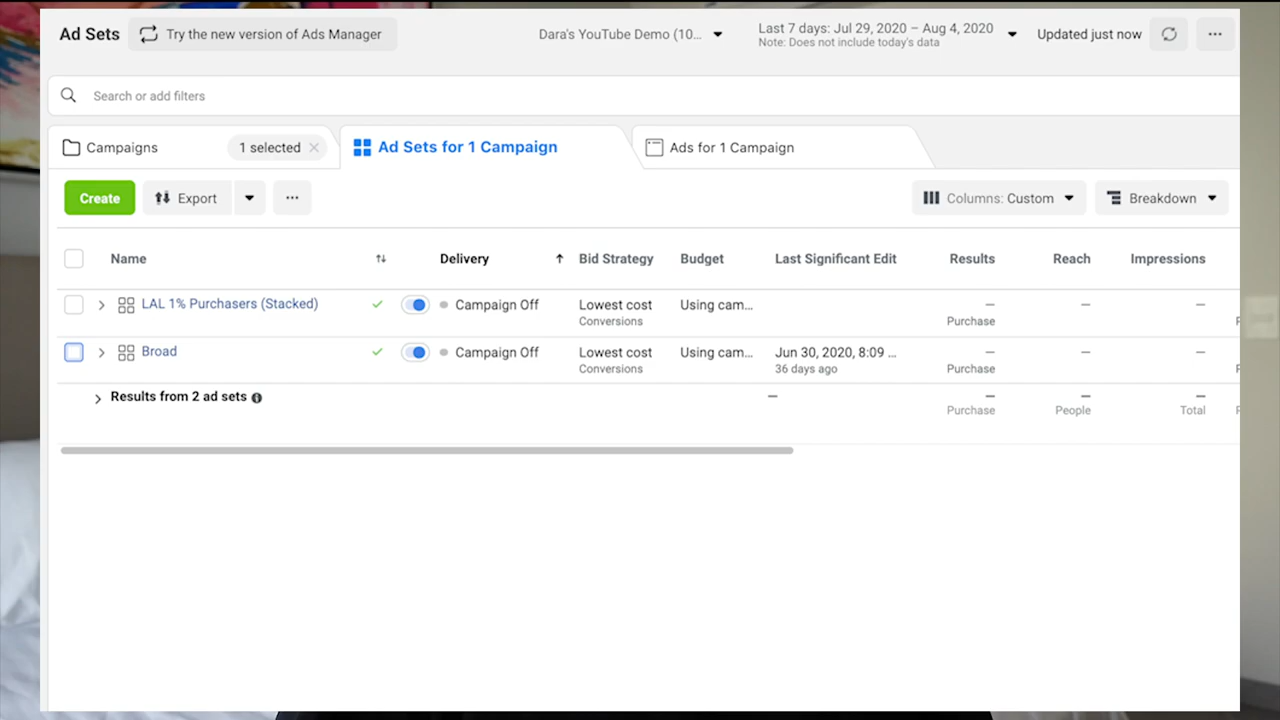 Ad Sets
Try the new version of Ads Manager
Dara's YouTube Demo (10...
Last 7 days: Jul 29, 2020 – Aug 4, 2020
Note: Does not include today's data
Updated just now
Search or add filters
Campaigns
1 selected
Ad Sets for 1 Campaign
Ads for 1 Campaign
Create
Export
Columns: Custom
Breakdown
Name Delivery Bid Strategy Budget Last Significant Edit Results Reach Impressions
LAL 1% Purchasers (Stacked) Campaign Off Lowest cost Using cam... — — —
Conversions Purchase
Broad Campaign Off Lowest cost Using cam... Jun 30, 2020, 8:09 ... — — —
Conversions 36 days ago Purchase
Results from 2 ad sets — — — —
Purchase People Total